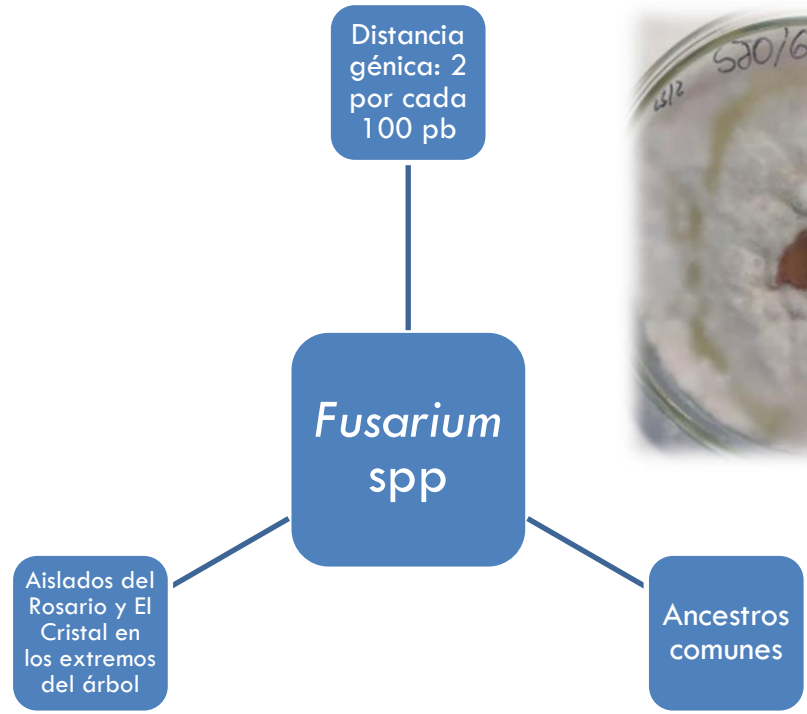 Distancia
génica: 2
por cada
100 pb
Fusarium
spp
Aislados del
Rosario y El
Cristal en
los extremos
del árbol
Ancestros
comunes